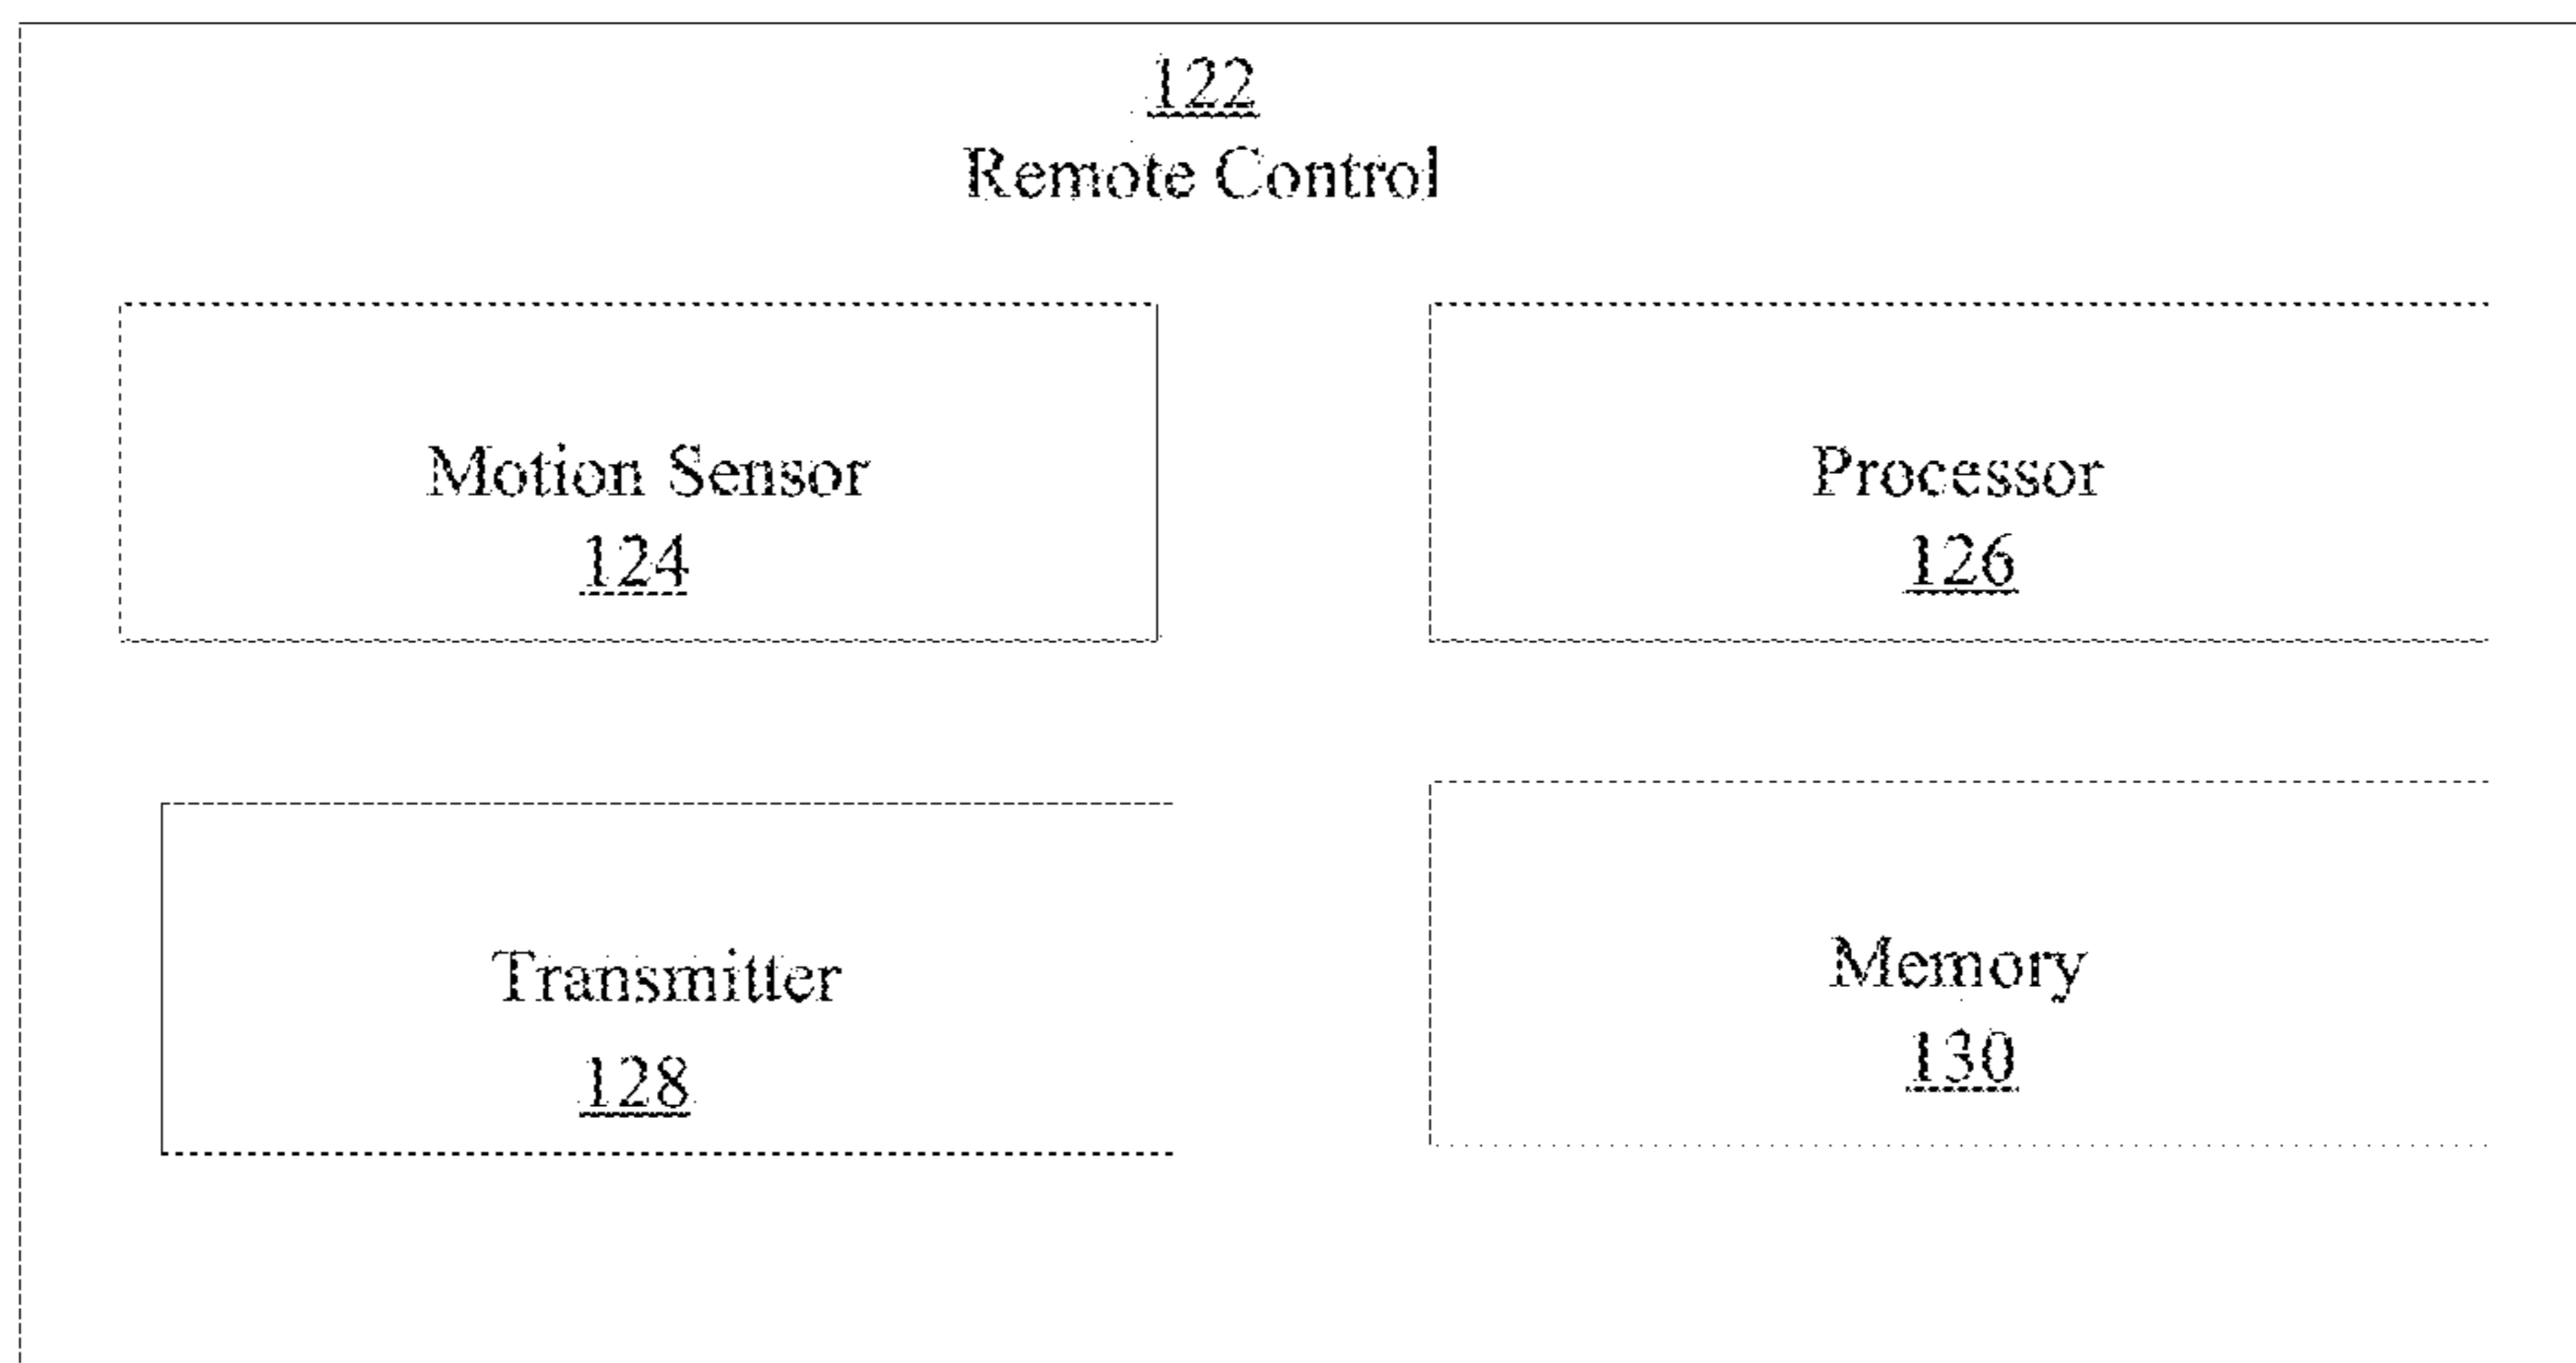 122
Remote Control
Motion Sensor
124
Processor
126
Transmitter
128
Memory
130